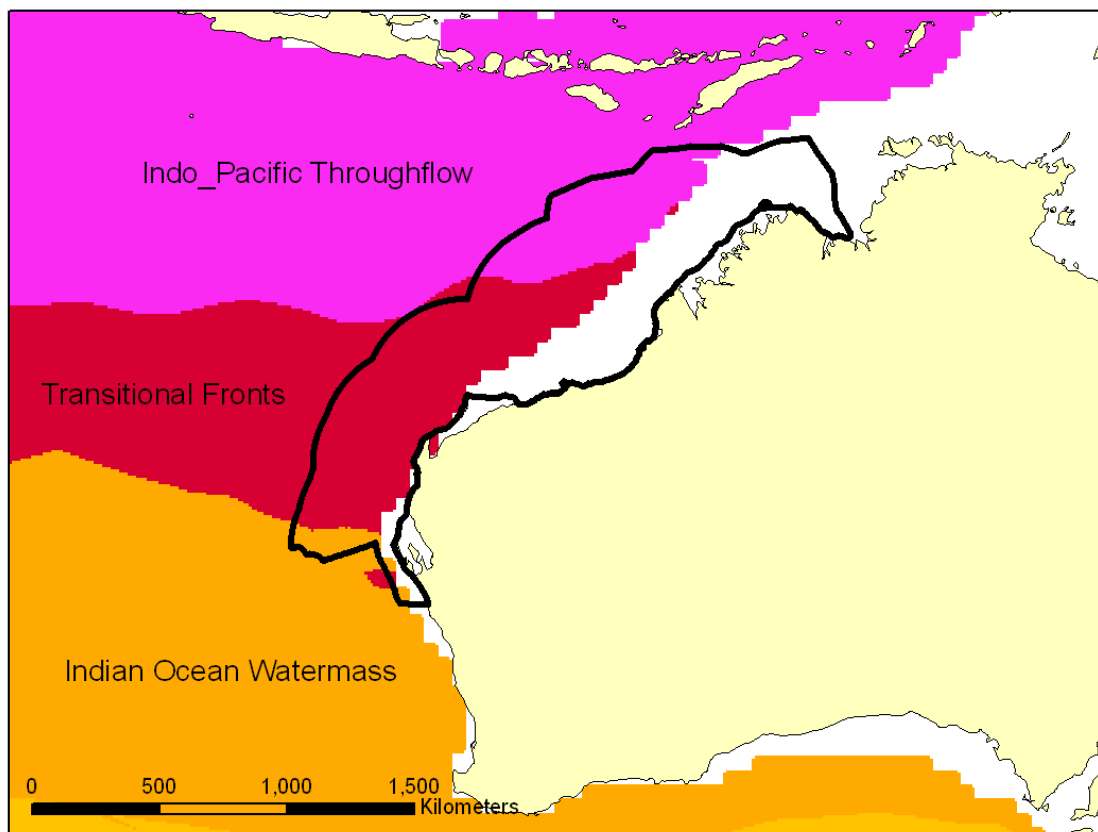 Indo_Pacific Throughflow
Transitional Fronts
Indian Ocean Watermass
0 500 1,000 1,500
Kilometers